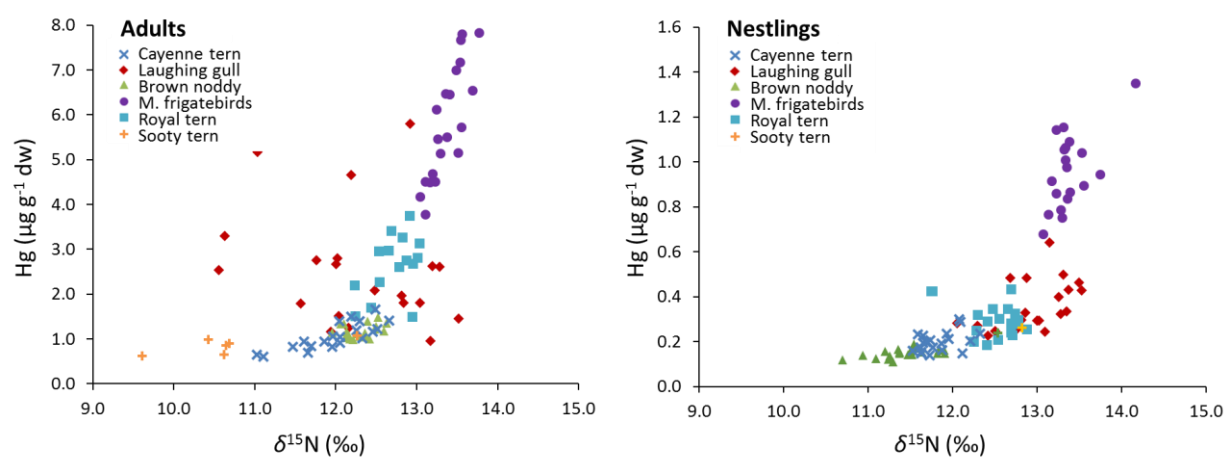 Adults
Cayenne tern
Laughing gull
Brown noddy
M. frigatebirds
Royal tern
Sooty tern
Hg (µg g⁻¹ dw)
8.0
7.0
6.0
5.0
4.0
3.0
2.0
1.0
0.0
9.0 10.0 11.0 12.0 13.0 14.0 15.0
δ¹⁵N (‰)
Nestlings
Cayenne tern
Laughing gull
Brown noddy
M. frigatebirds
Royal tern
Sooty tern
Hg (µg g⁻¹ dw)
1.6
1.4
1.2
1.0
0.8
0.6
0.4
0.2
0.0
9.0 10.0 11.0 12.0 13.0 14.0 15.0
δ¹⁵N (‰)